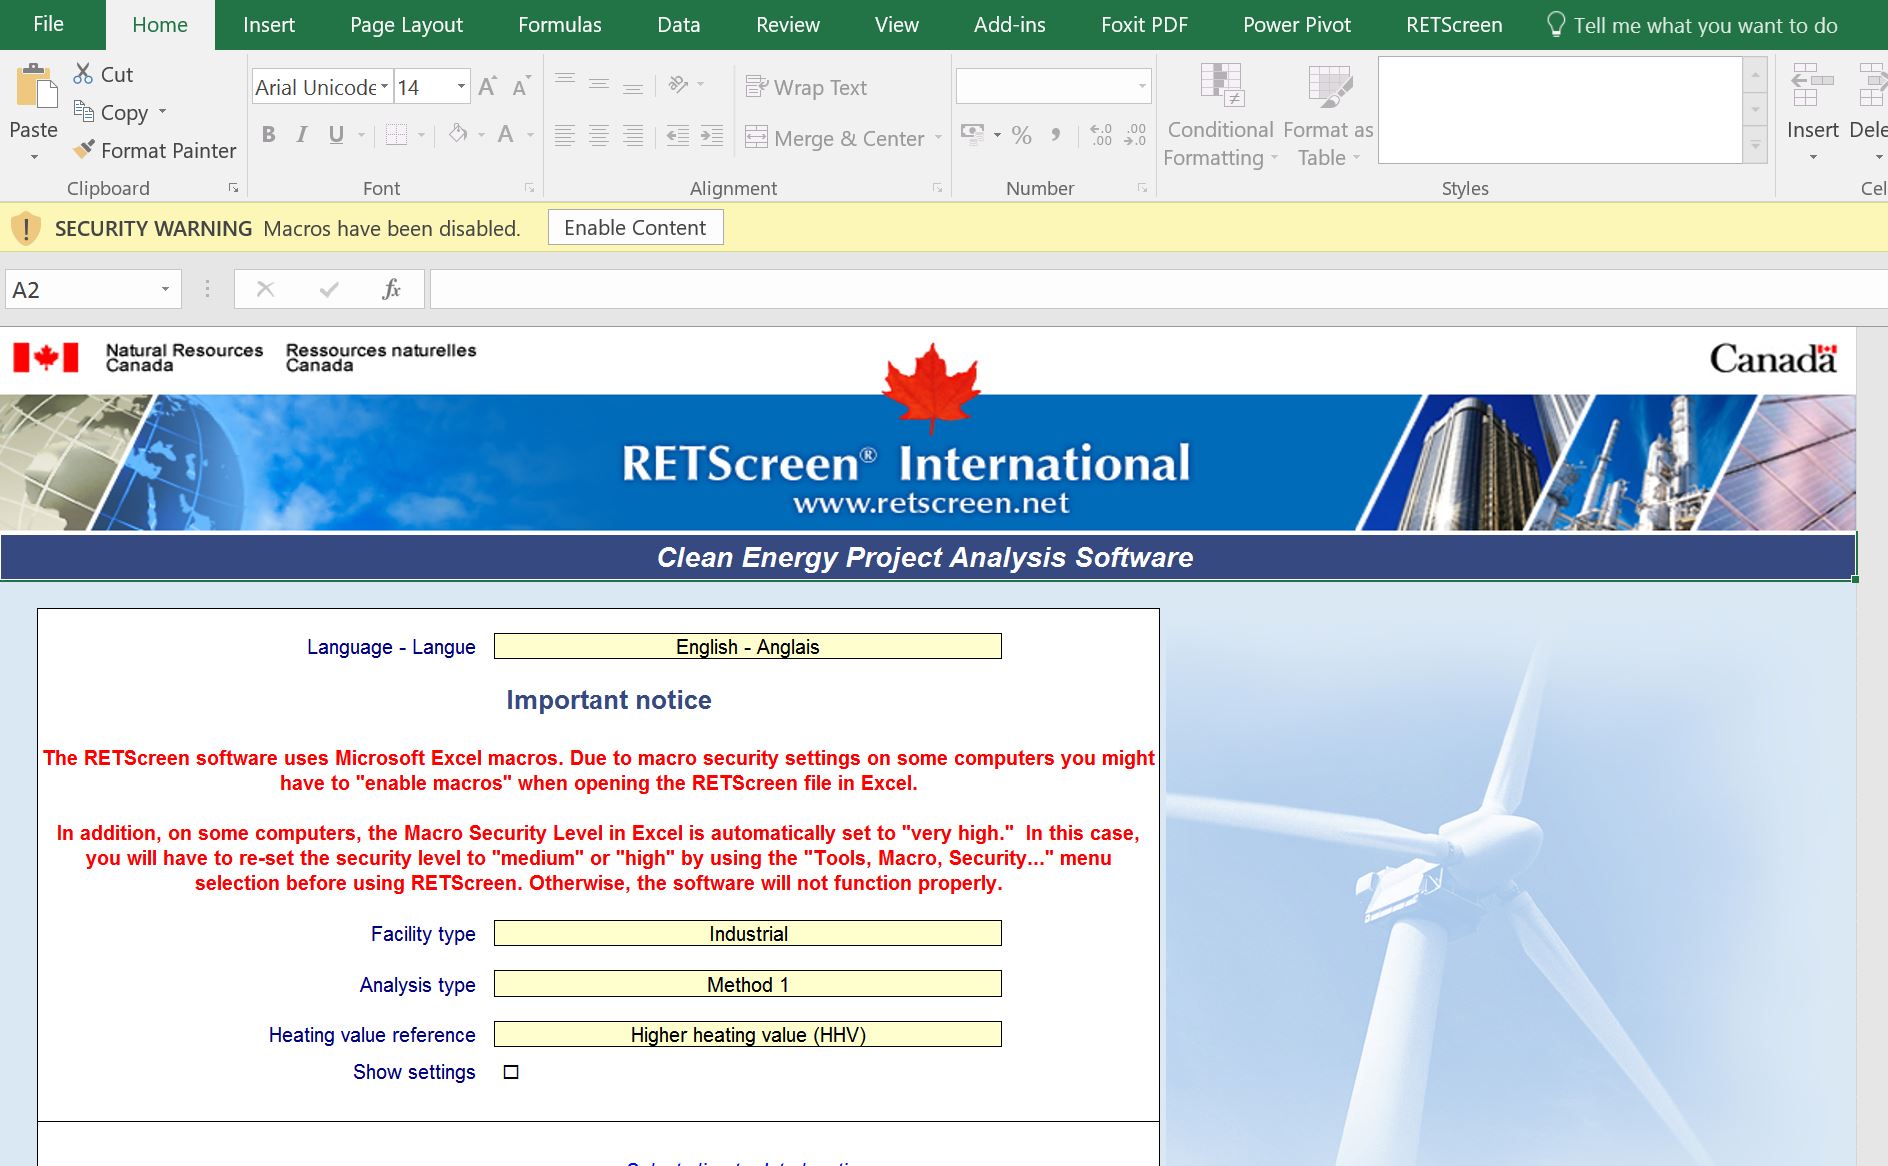 File Home Insert Page Layout Formulas Data Review View Add-ins Foxit PDF Power Pivot RETScreen Tell me what you want to do
Cut
Copy
Format Painter
Paste
Clipboard
Arial Unicode 14 A A
B I U A
Font
Wrap Text
Merge & Center
Alignment
% , ←.0 .00 .00 →.0
Number
Conditional Formatting
Format as Table
Styles
Insert Dele
Cel
SECURITY WARNING Macros have been disabled. Enable Content
A2 fx
Natural Resources Ressources naturelles
Canada Canada
Canada
RETScreen® International
www.retscreen.net
Clean Energy Project Analysis Software
Language - Langue English - Anglais
Important notice
The RETScreen software uses Microsoft Excel macros. Due to macro security settings on some computers you might
have to "enable macros" when opening the RETScreen file in Excel.
In addition, on some computers, the Macro Security Level in Excel is automatically set to "very high."  In this case,
you will have to re-set the security level to "medium" or "high" by using the "Tools, Macro, Security..." menu
selection before using RETScreen. Otherwise, the software will not function properly.
Facility type Industrial
Analysis type Method 1
Heating value reference Higher heating value (HHV)
Show settings